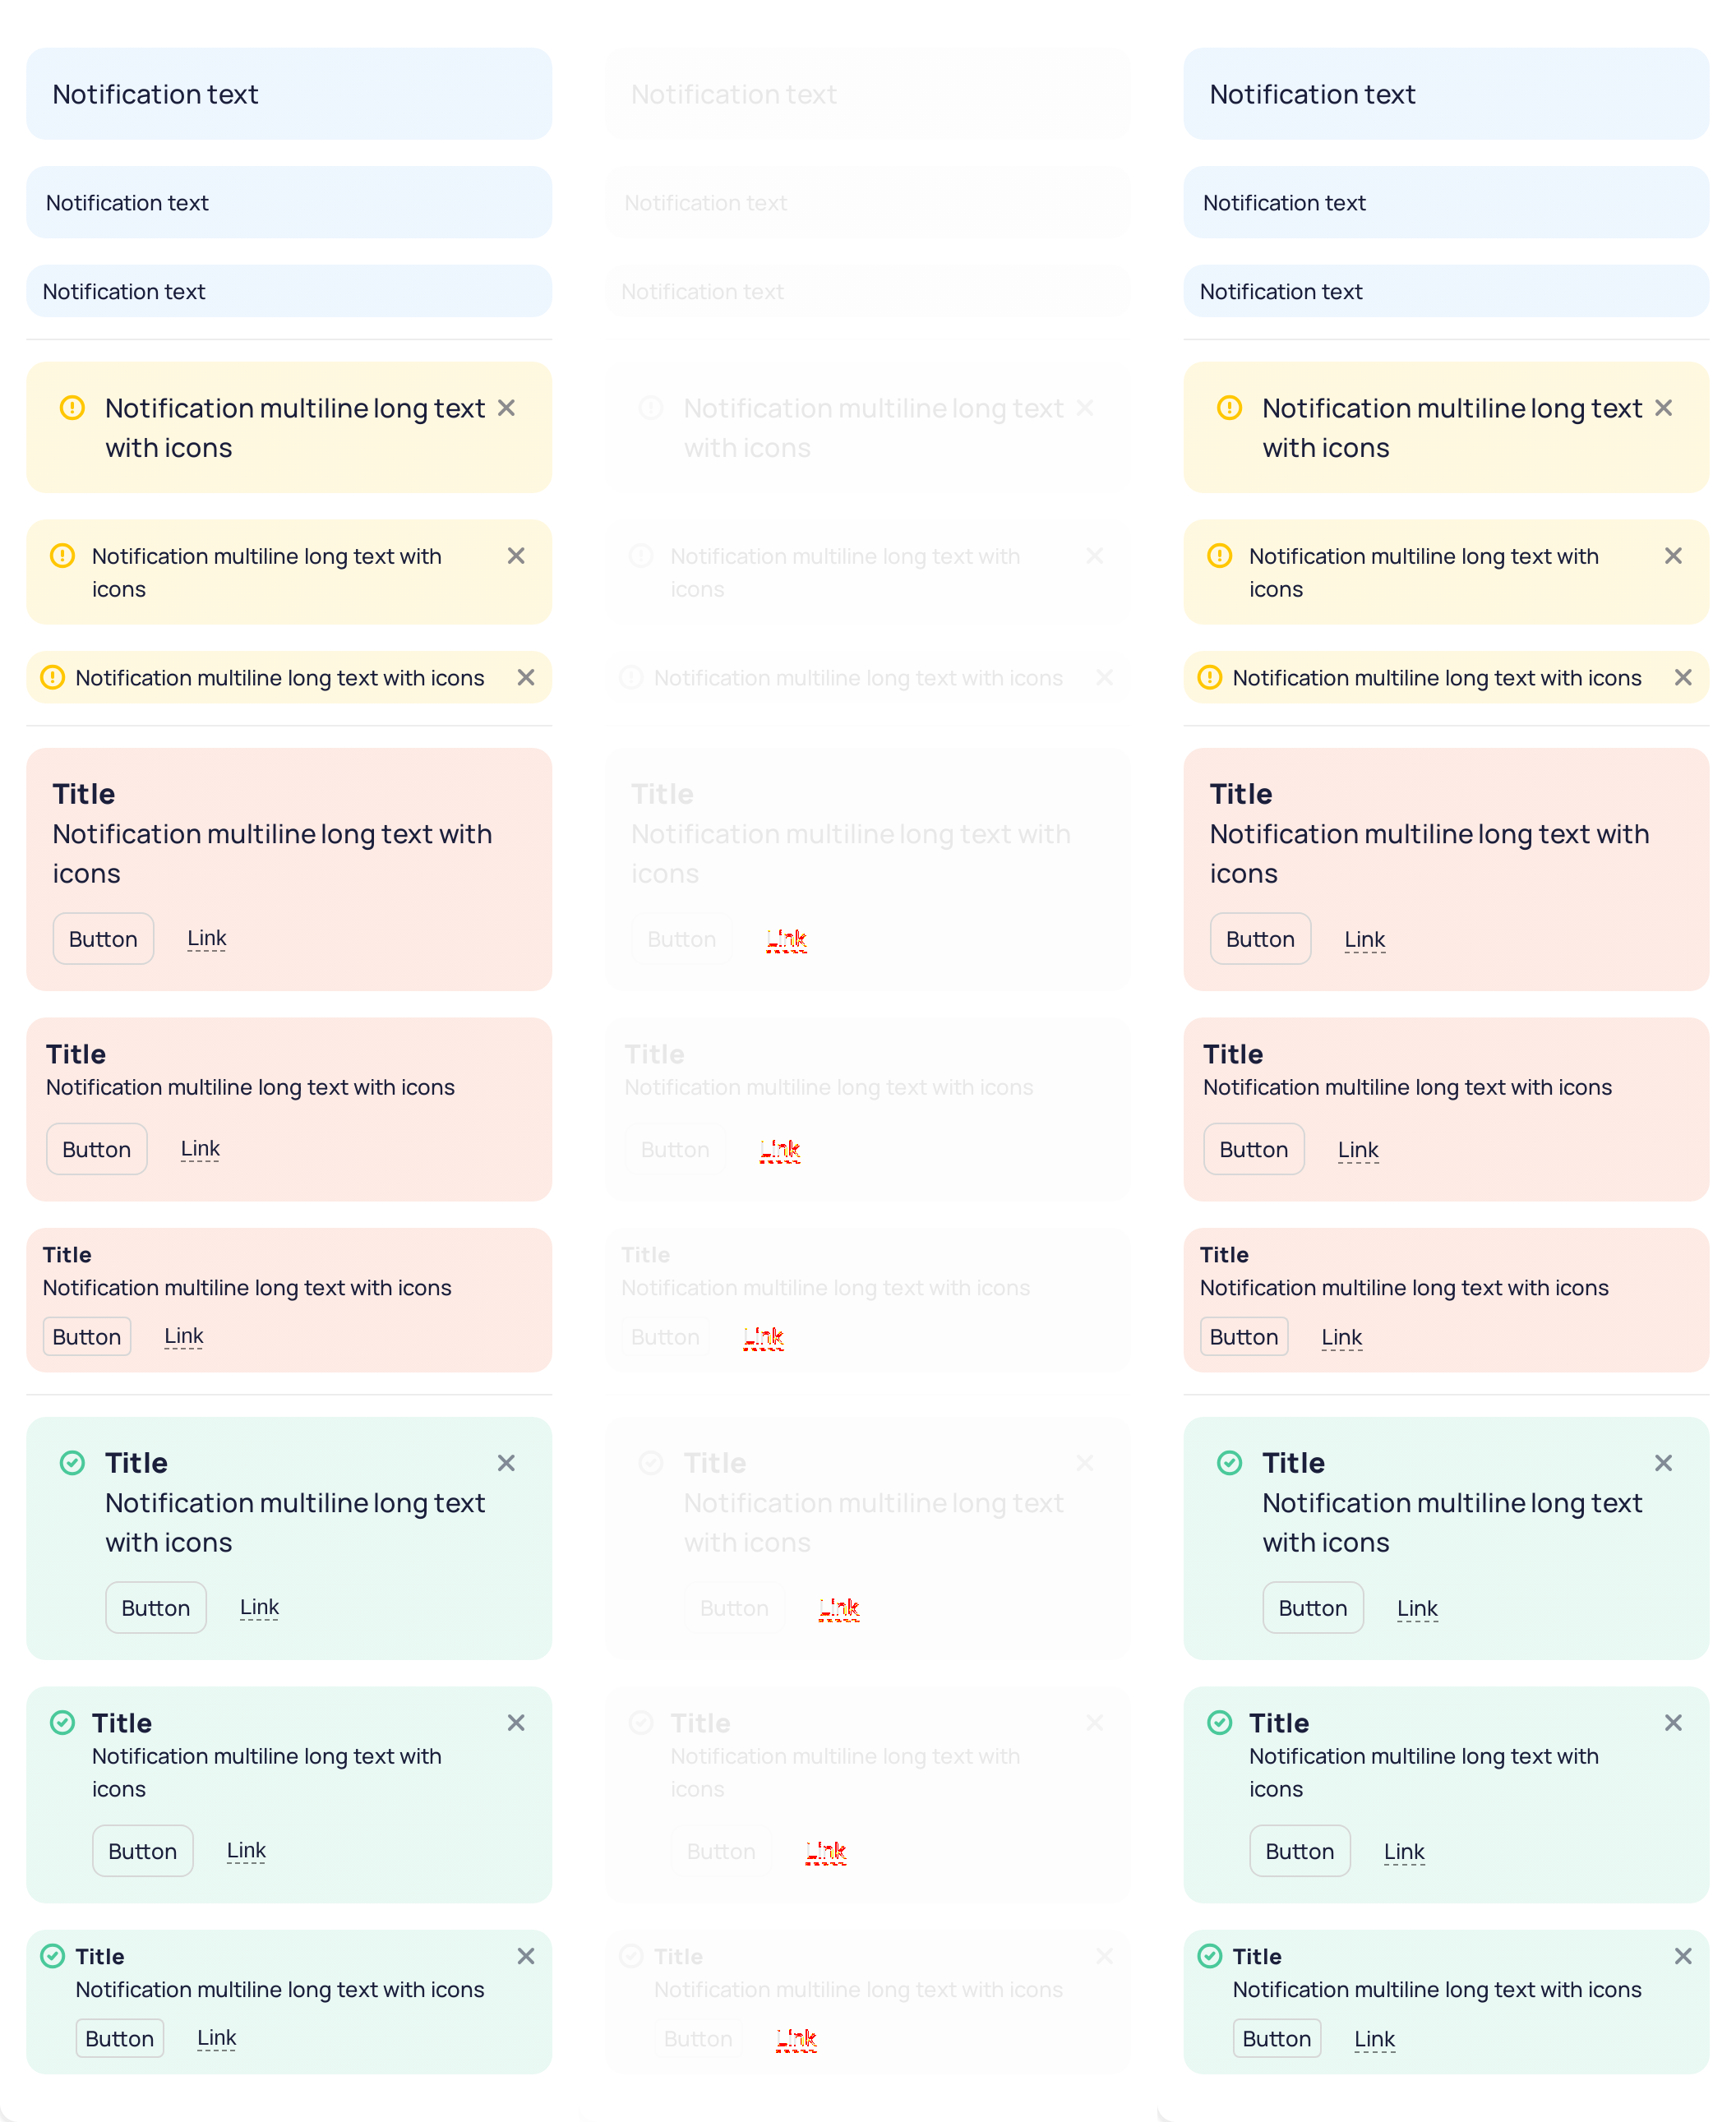 Notification text
Notification text
Notification text
Notification multiline long text
with icons
Notification multiline long text with
icons
Notification multiline long text with icons
Title
Notification multiline long text with
icons
Button Link
Title
Notification multiline long text with icons
Button Link
Title
Notification multiline long text with icons
Button Link
Title
Notification multiline long text
with icons
Button Link
Title
Notification multiline long text with
icons
Button Link
Title
Notification multiline long text with icons
Button Link
Notification text
Notification text
Notification text
Notification multiline long text
with icons
Notification multiline long text with
icons
Notification multiline long text with icons
Title
Notification multiline long text with
icons
Button Link
Title
Notification multiline long text with icons
Button Link
Title
Notification multiline long text with icons
Button Link
Title
Notification multiline long text
with icons
Button Link
Title
Notification multiline long text with
icons
Button Link
Title
Notification multiline long text with icons
Button Link
Notification text
Notification text
Notification text
Notification multiline long text
with icons
Notification multiline long text with
icons
Notification multiline long text with icons
Title
Notification multiline long text with
icons
Button Link
Title
Notification multiline long text with icons
Button Link
Title
Notification multiline long text with icons
Button Link
Title
Notification multiline long text
with icons
Button Link
Title
Notification multiline long text with
icons
Button Link
Title
Notification multiline long text with icons
Button Link